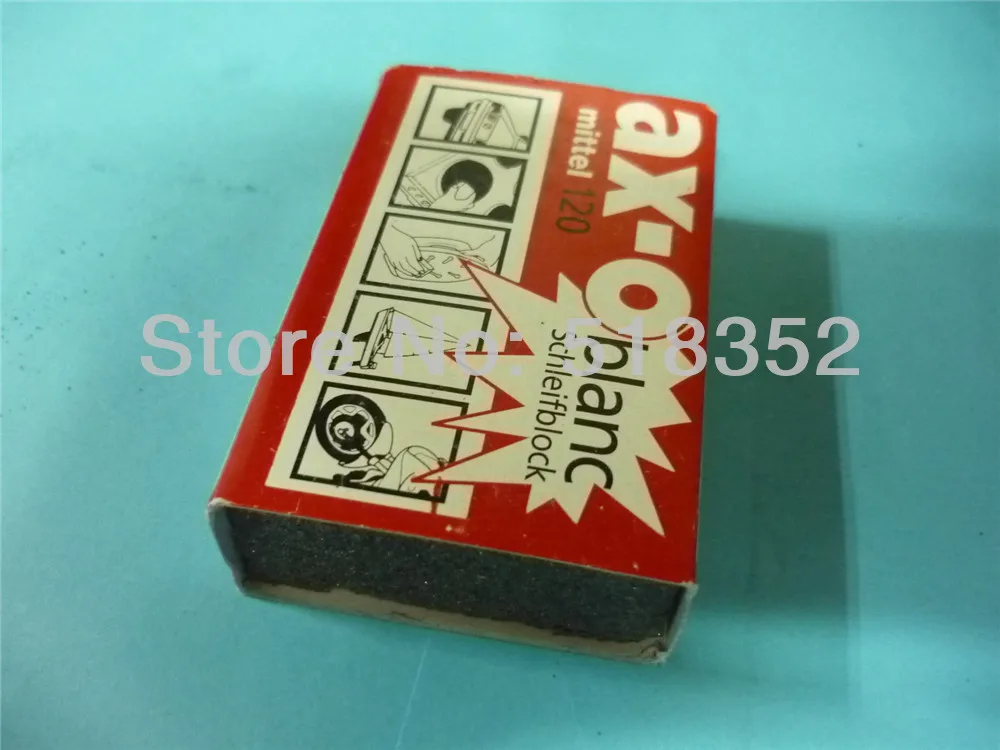 ax-o
mittel 120
blanc
schleifblock
Store No: 518352